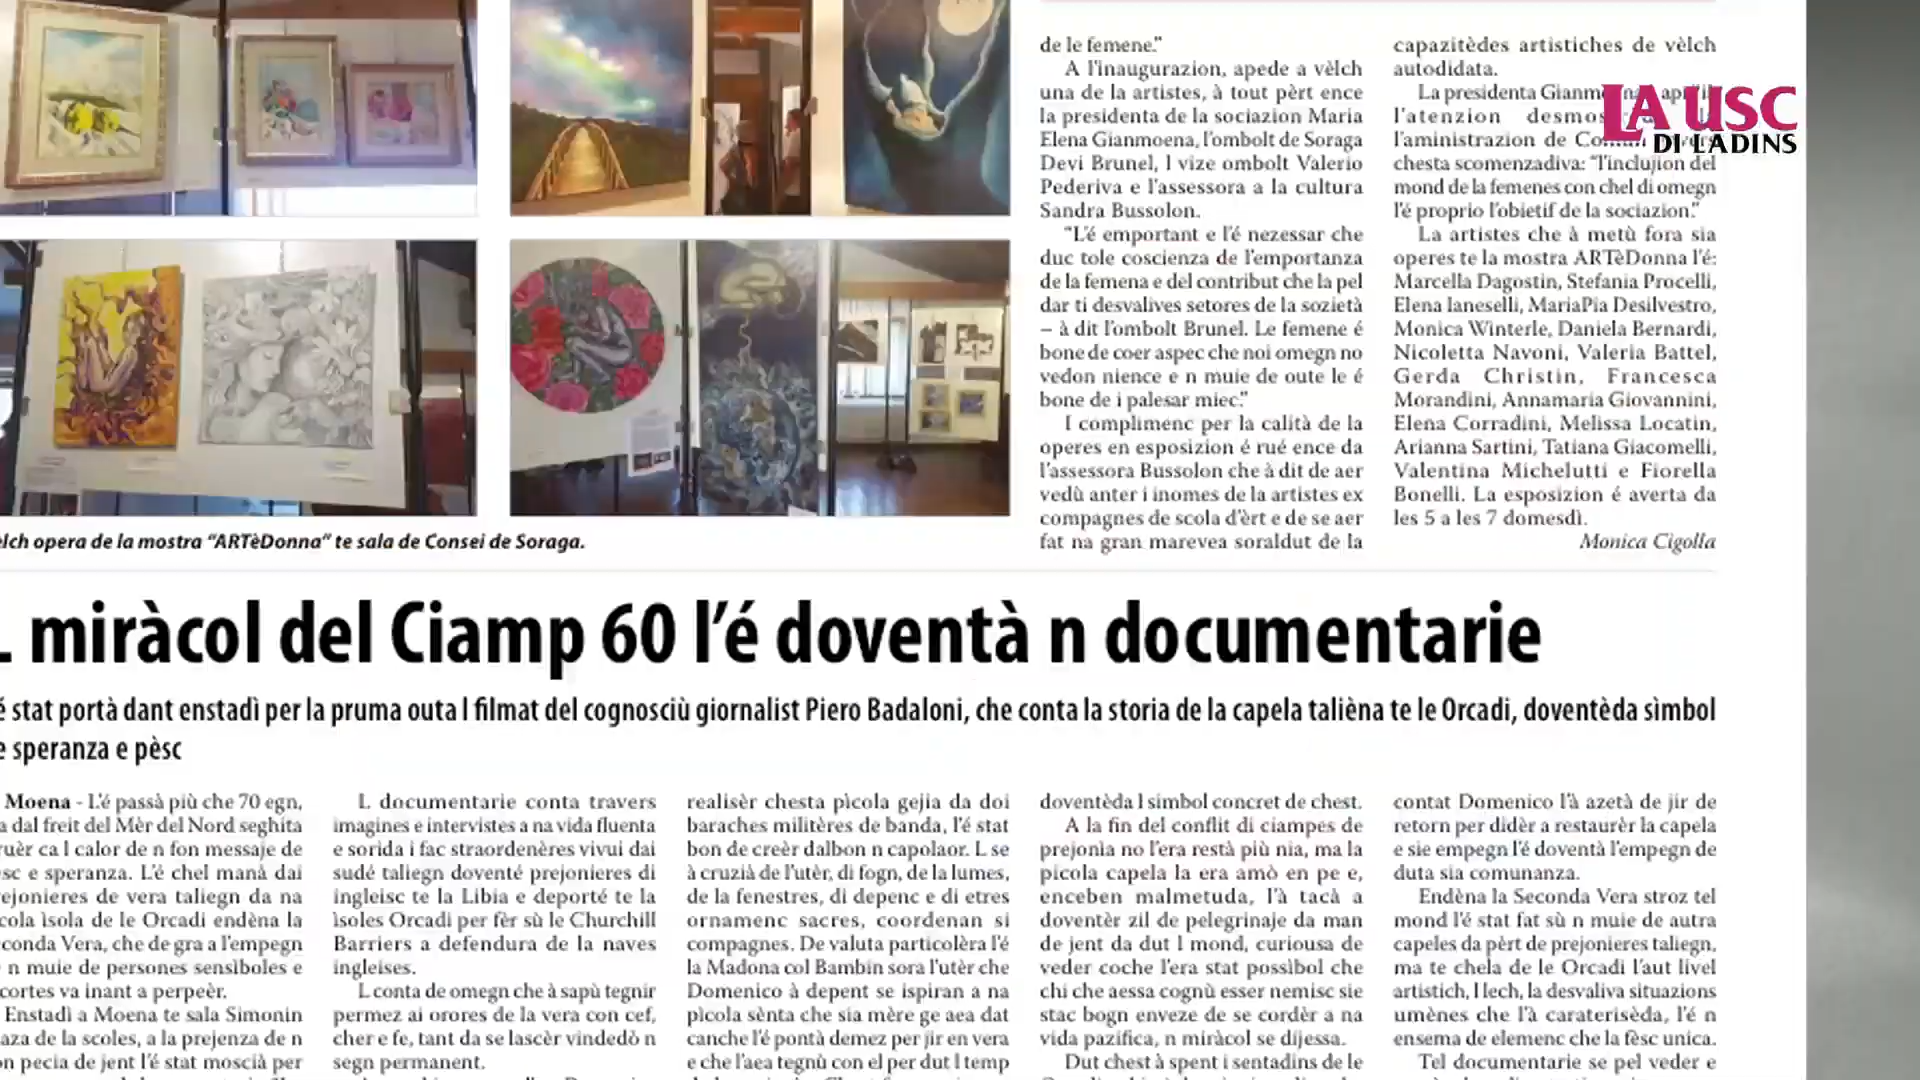 de le femene."
A l'inaugurazion, apede a vèlch
una de la artistes, à tout pèrt ence
la presidenta de la sociazion Maria
Elena Gianmoena, l'ombolt de Soraga
Devi Brunel, l vize ombolt Valerio
Pederiva e l'assessora a la cultura
Sandra Bussolon.
"L'é emportant e l'é nezessar che
duc tole coscienza de l'emportanza
de la femena e del contribut che la pel
dar ti desvalives setores de la sozietà
– à dit l'ombolt Brunel. Le femene é
bone de coer aspec che noi omegn no
vedon nience e n muie de oute le é
bone de i palesar miec."
I complimenc per la calità de la
operes en esposizion é rué ence da
l'assessora Bussolon che à dit de aer
vedù anter i inomes de la artistes ex
compagnes de scola d'èrt e de se aer
fat na gran marevea soraldut de la
capazitèdes artistiches de vèlch
autodidata.
La presidenta
l'atenzion
l'aministrazion de
chesta scomenzadiva: "l'inclujion del
mond de la femenes con chel di omegn
l'é proprio l'obietif de la sociazion."
La artistes che à metù fora sia
operes te la mostra ARTèDonna l'é:
Marcella Dagostin, Stefania Procelli,
Elena Ianeselli, MariaPia Desilvestro,
Monica Winterle, Daniela Bernardi,
Nicoletta Navoni, Valeria Battel,
Gerda Christin, Francesca
Morandini, Annamaria Giovannini,
Elena Corradini, Melissa Locatin,
Arianna Sartini, Tatiana Giacomelli,
Valentina Michelutti e Fiorella
Bonelli. La esposizion é averta da
les 5 a les 7 domesdì.
Monica Cigolla
LA USC
DI LADINS
opera de la mostra "ARTèDonna" te sala de Consei de Soraga.
miràcol del Ciamp 60 l'é doventà n documentarie
é stat portà dant enstadì per la pruma outa l filmat del cognosciù giornalist Piero Badaloni, che conta la storia de la capela talièna te le Orcadi, doventèda sìmbol
e speranza e pèsc
Moena - L'é passà più che 70 egn,
dal freit del Mèr del Nord seghita
ca l calor de n fon messaje de
e speranza. L'é chel manà dai
de vera taliegn da na
ìsola de le Orcadi endèna la
Vera, che de gra a l'empegn
n muie de persones sensìboles e
va inant a perpeèr.
Enstadì a Moena te sala Simonin
de la scoles, a la prejenza de n
pecia de jent l'é stat moscià per
L documentarie conta travers
imagines e intervistes a na vida fluenta
e sorida i fac straordenères vivui dai
sudé taliegn doventé prejonieres di
ingleisc te la Libia e deporté te la
ìsoles Orcadi per fèr sù le Churchill
Barriers a defendura de la naves
ingleises.
L conta de omegn che à sapù tegnir
permez ai orores de la vera con cef,
cher e fe, tant da se lascèr vindedò n
segn permanent.
realisèr chesta pìcola gejia da doi
baraches militères de banda, l'é stat
bon de creèr dalbon n capolaor. L se
à cruzià de l'utèr, di fogn, de la lumes,
de la fenestres, di depenc e di etres
ornamenc sacres, coordenan si
compagnes. De valuta particolèra l'é
la Madona col Bambin sora l'utèr che
Domenico à depent se ispiran a na
pìcola sènta che sia mère ge aea dat
canche l'é pontà demez per jir en vera
e che l'aea tegnù con el per dut l temp
doventèda l simbol concret de chest.
A la fin del conflit di ciampes de
prejonìa no l'era restà più nia, ma la
picola capela la era amò en pe e,
enceben malmetuda, l'à tacà a
doventèr zil de pelegrinaje da man
de jent da dut l mond, curiousa de
veder coche l'era stat possìbol che
chi che aessa cognù esser nemisc sie
stac bogn enveze de se cordèr a na
vida pazifica, n miràcol se dijessa.
Dut chest à spent i sentadins de le
contat Domenico l'à azetà de jir de
retorn per didèr a restaurèr la capela
e sie empegn l'é doventà l'empegn de
duta sia comunanza.
Endèna la Seconda Vera stroz tel
mond l'é stat fat sù n muie de autra
capeles da pèrt de prejonieres taliegn,
ma te chela de le Orcadi l'aut livel
artistich, l lech, la desvaliva situazions
umènes che l'à caraterisèda, l'é n
ensema de elemenc che la fèsc unica.
Tel documentarie se pel veder e